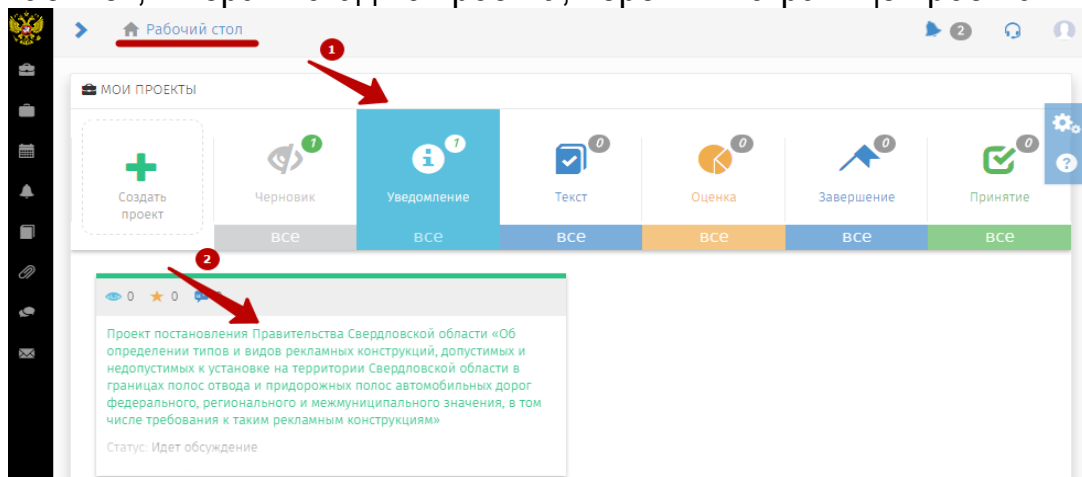 Рабочий стол
2
1
МОИ ПРОЕКТЫ
Создать проект
1
Черновик
все
1
Уведомление
все
0
Текст
все
0
Оценка
все
0
Завершение
все
0
Принятие
все
2
0 0
Проект постановления Правительства Свердловской области «Об
определении типов и видов рекламных конструкций, допустимых и
недопустимых к установке на территории Свердловской области в
границах полос отвода и придорожных полос автомобильных дорог
федерального, регионального и межмуниципального значения, в том
числе требования к таким рекламным конструкциям»
Статус: Идет обсуждение